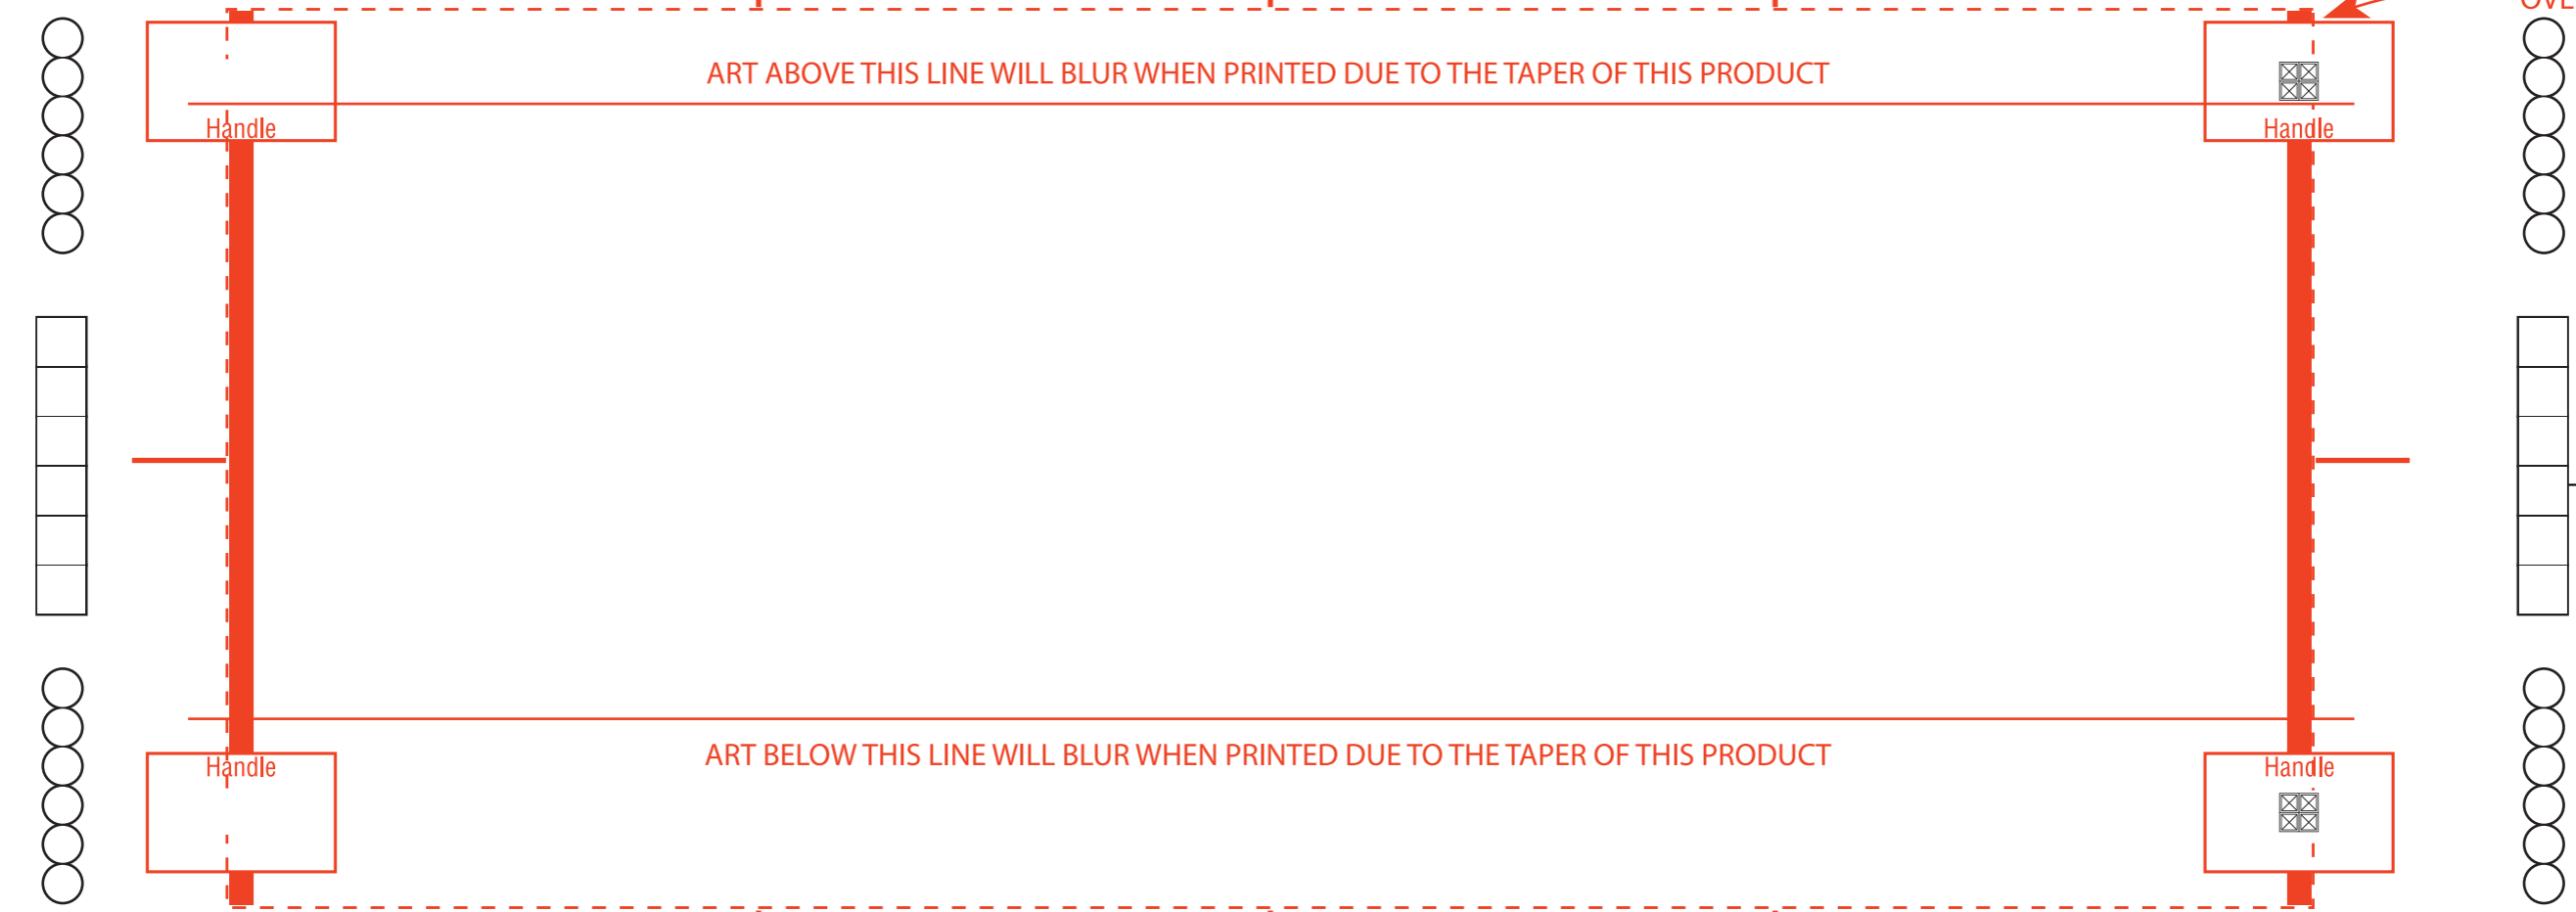 ART ABOVE THIS LINE WILL BLUR WHEN PRINTED DUE TO THE TAPER OF THIS PRODUCT
Handle
Handle
Handle
ART BELOW THIS LINE WILL BLUR WHEN PRINTED DUE TO THE TAPER OF THIS PRODUCT
Handle